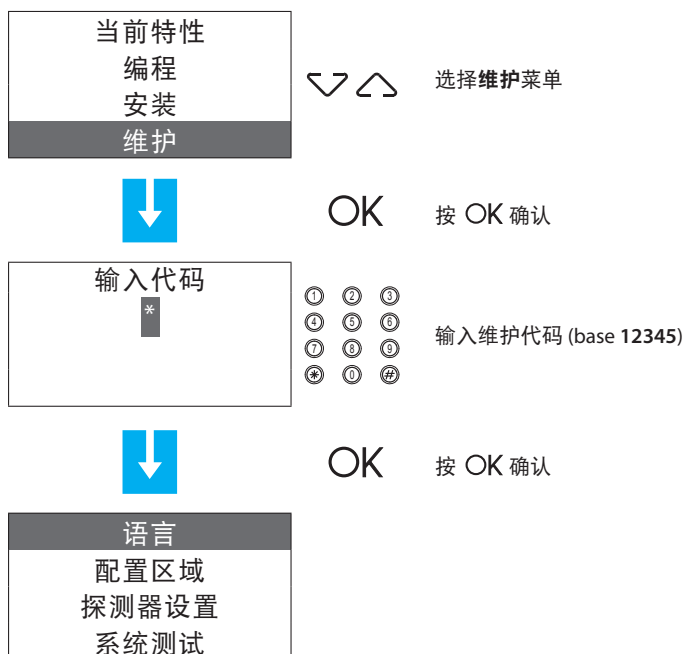 当前特性
编程
安装
维护
选择维护菜单
OK
按 OK 确认
输入代码
*
1 2 3
4 5 6
7 8 9
* 0 #
输入维护代码 (base 12345)
OK
按 OK 确认
语言
配置区域
探测器设置
系统测试